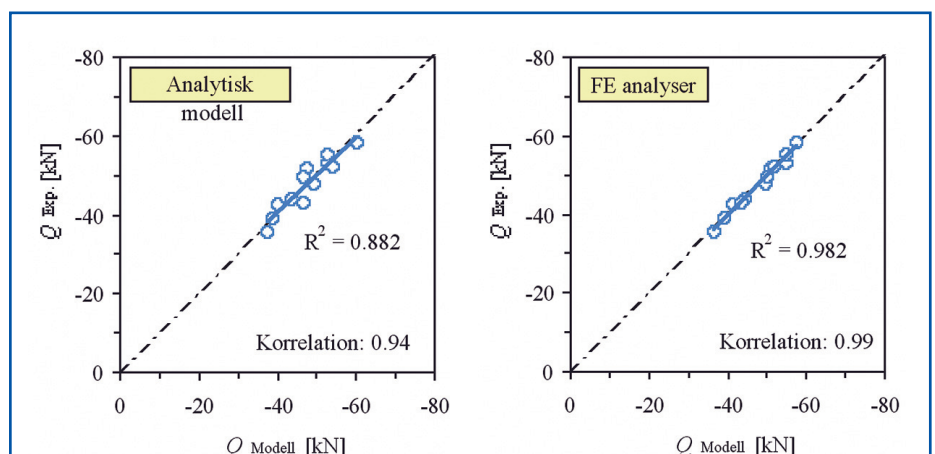 -80
-60
-40
-20
0
Q Exp. [kN]
Analytisk
modell
R² = 0.882
Korrelation: 0.94
0 -20 -40 -60 -80
Q Modell [kN]
-80
-60
-40
-20
0
Q Exp. [kN]
FE analyser
R² = 0.982
Korrelation: 0.99
0 -20 -40 -60 -80
Q Modell [kN]